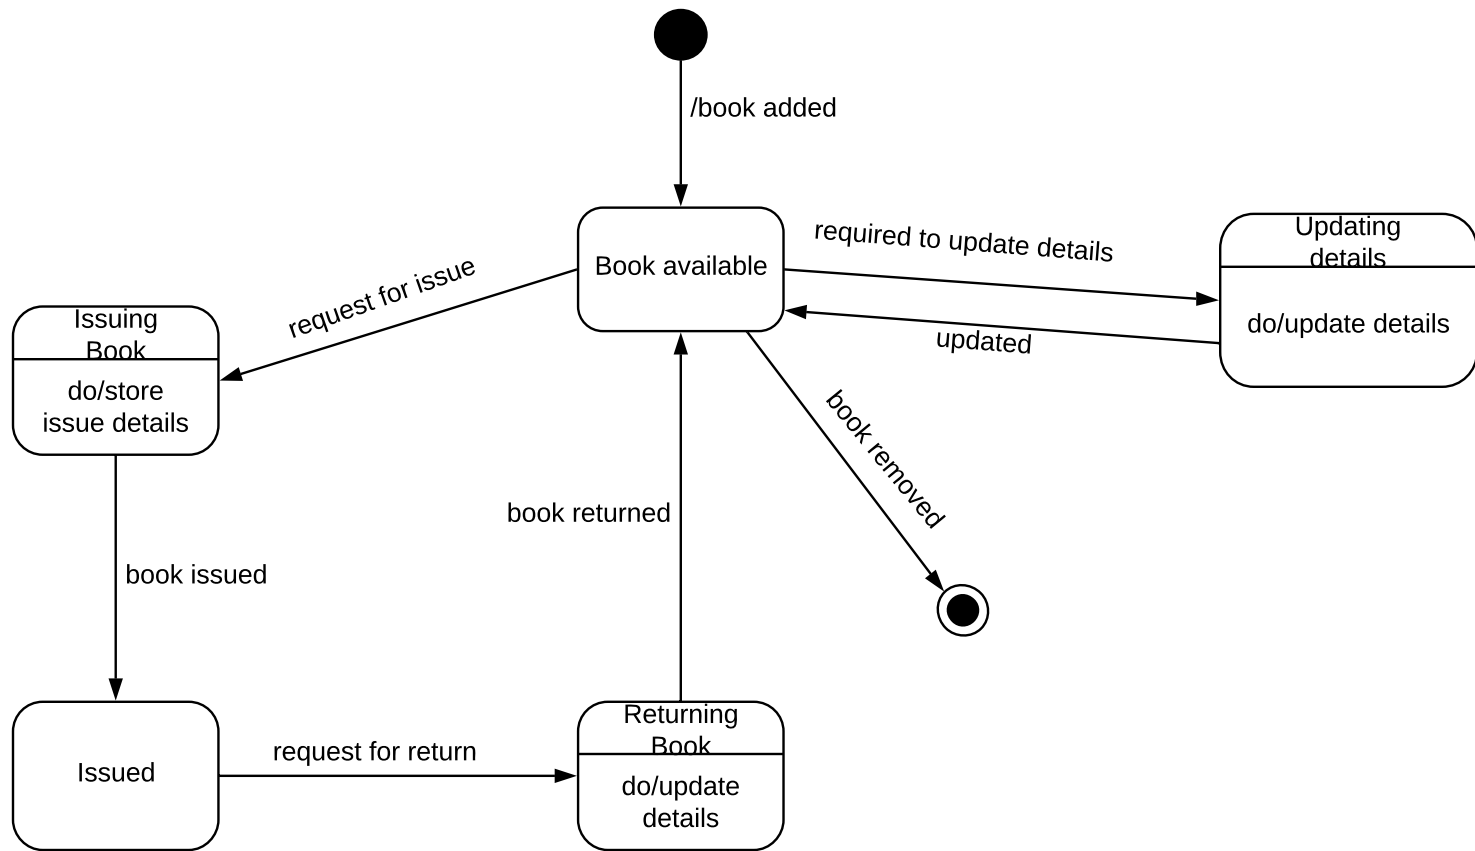 /book added
Book available
required to update details
Updating
details
do/update details
updated
request for issue
Issuing
Book
do/store
issue details
book removed
book returned
book issued
Issued
request for return
Returning
Book
do/update
details